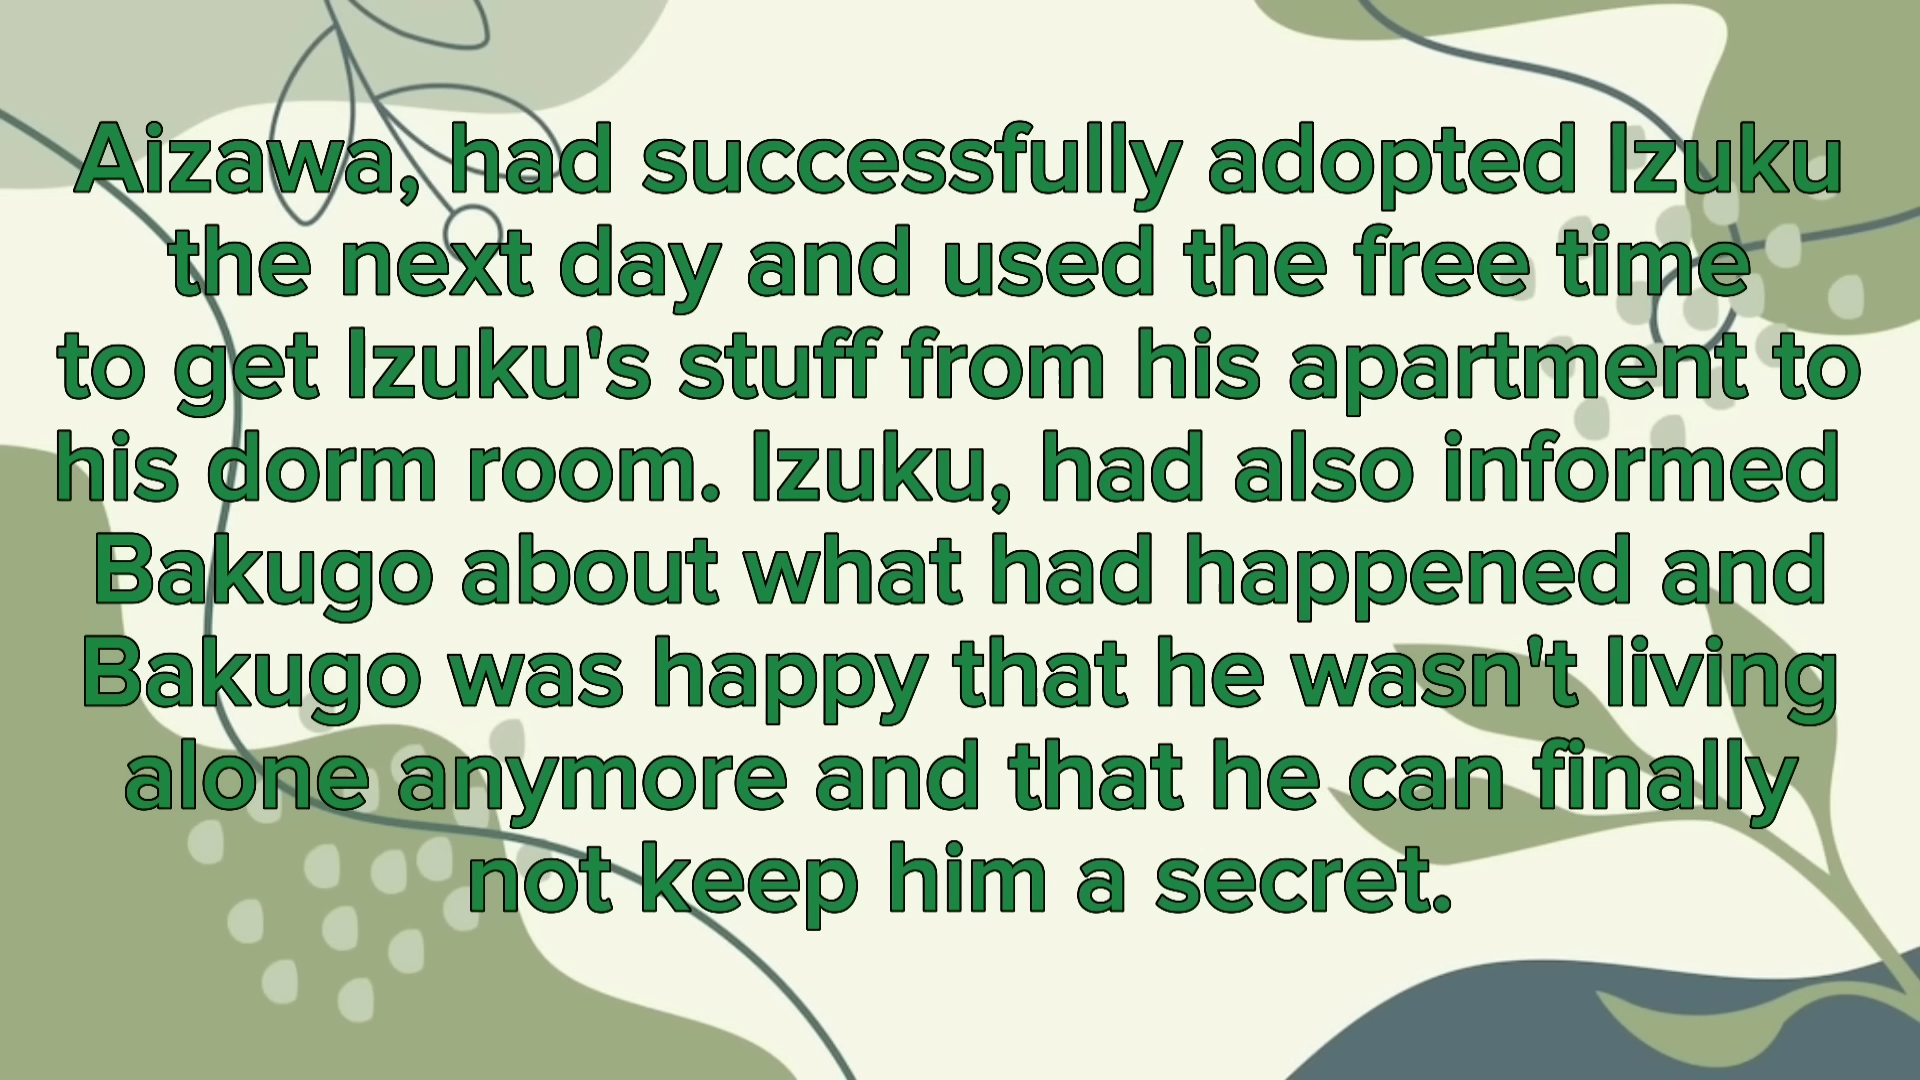 Aizawa, had successfully adopted Izuku
the next day and used the free time
to get Izuku's stuff from his apartment to
his dorm room. Izuku, had also informed
Bakugo about what had happened and
Bakugo was happy that he wasn't living
alone anymore and that he can finally
not keep him a secret.